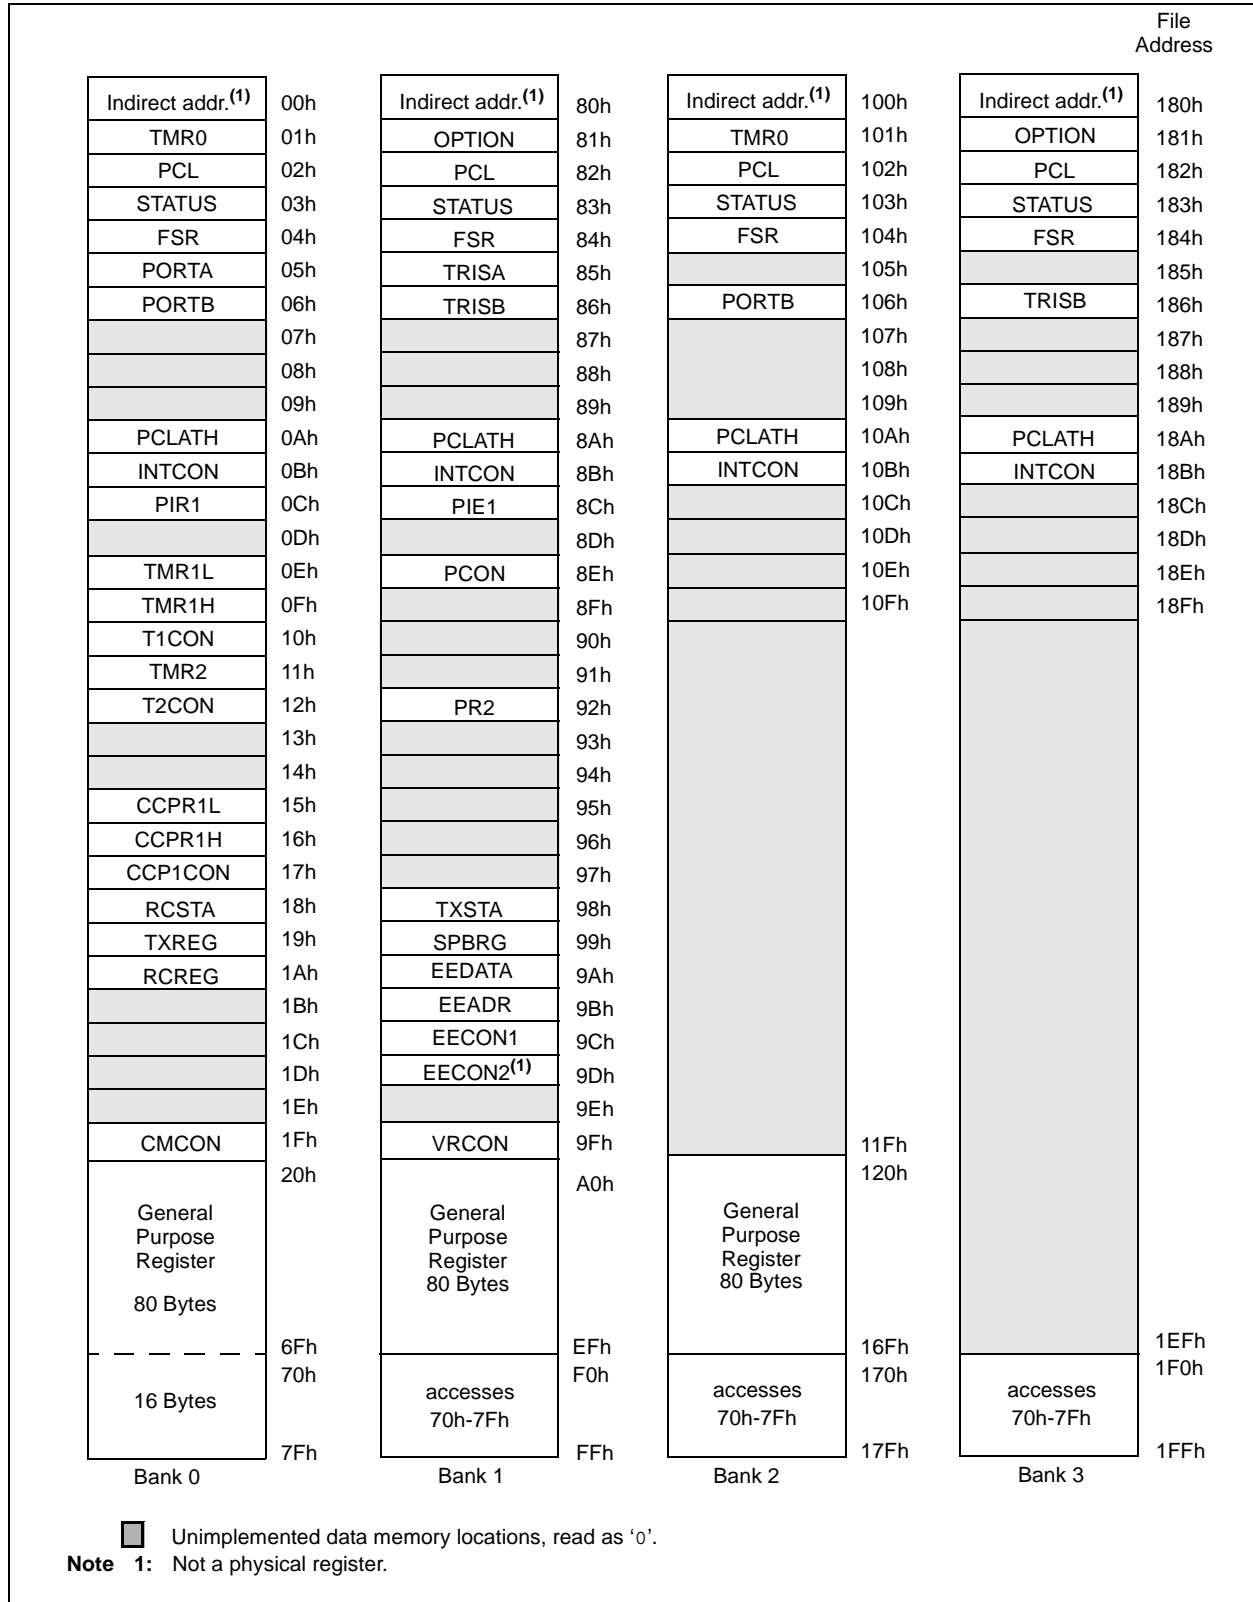 File
Address
Indirect addr.(1) 00h Indirect addr.(1) 80h Indirect addr.(1) 100h Indirect addr.(1) 180h
TMR0 01h OPTION 81h TMR0 101h OPTION 181h
PCL 02h PCL 82h PCL 102h PCL 182h
STATUS 03h STATUS 83h STATUS 103h STATUS 183h
FSR 04h FSR 84h FSR 104h FSR 184h
PORTA 05h TRISA 85h 105h 185h
PORTB 06h TRISB 86h PORTB 106h TRISB 186h
07h 87h 107h 187h
08h 88h 108h 188h
09h 89h 109h 189h
PCLATH 0Ah PCLATH 8Ah PCLATH 10Ah PCLATH 18Ah
INTCON 0Bh INTCON 8Bh INTCON 10Bh INTCON 18Bh
PIR1 0Ch PIE1 8Ch 10Ch 18Ch
0Dh 8Dh 10Dh 18Dh
TMR1L 0Eh PCON 8Eh 10Eh 18Eh
TMR1H 0Fh 8Fh 10Fh 18Fh
T1CON 10h 90h
TMR2 11h 91h
T2CON 12h PR2 92h
13h 93h
14h 94h
CCPR1L 15h 95h
CCPR1H 16h 96h
CCP1CON 17h 97h
RCSTA 18h TXSTA 98h
TXREG 19h SPBRG 99h
RCREG 1Ah EEDATA 9Ah
1Bh EEADR 9Bh
1Ch EECON1 9Ch
1Dh EECON2(1) 9Dh
1Eh 9Eh
CMCON 1Fh VRCON 9Fh 11Fh
20h A0h 120h
General General General
Purpose Purpose Purpose
Register Register Register
80 Bytes 80 Bytes 80 Bytes
6Fh EFh 16Fh 1EFh
70h F0h 170h 1F0h
16 Bytes accesses accesses accesses
70h-7Fh 70h-7Fh 70h-7Fh
7Fh FFh 17Fh 1FFh
Bank 0 Bank 1 Bank 2 Bank 3
Unimplemented data memory locations, read as ‘0’.
Note 1: Not a physical register.